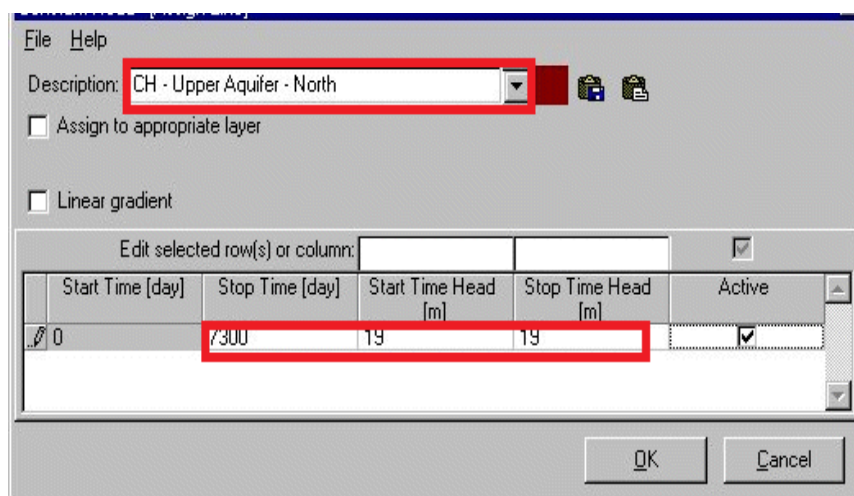 File Help
Description: CH - Upper Aquifer - North
Assign to appropriate layer
Linear gradient
Edit selected row(s) or column:
Start Time [day] Stop Time [day] Start Time Head [m] Stop Time Head [m] Active
0 7300 19 19
OK Cancel